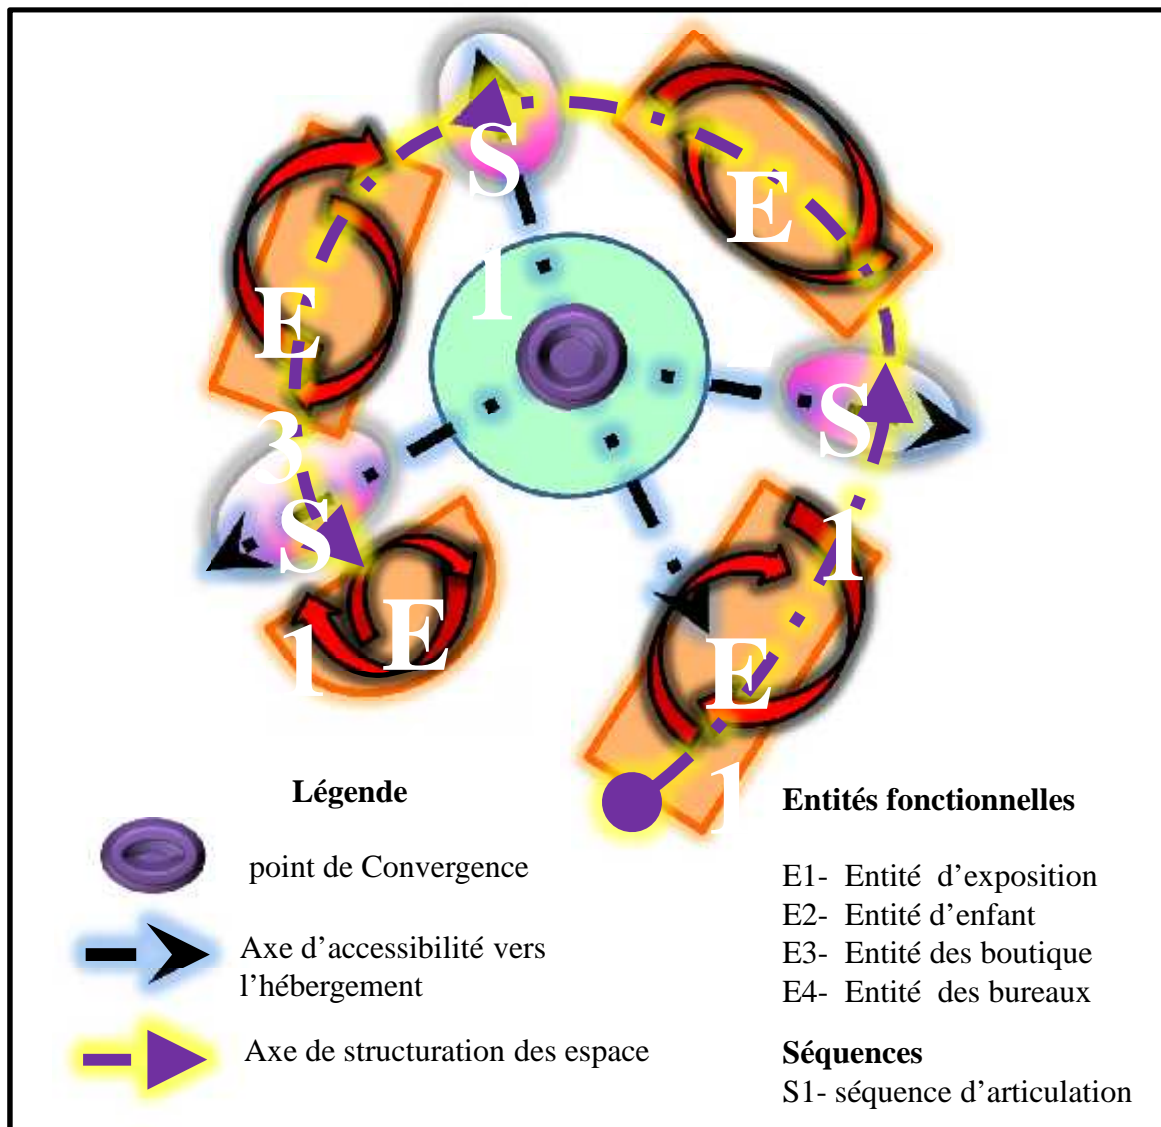 S
1
E
E
3
S
1
S
1
E
E
1
Légende
point de Convergence
Axe d'accessibilité vers
l'hébergement
Axe de structuration des espace
Entités fonctionnelles
E1- Entité d'exposition
E2- Entité d'enfant
E3- Entité des boutique
E4- Entité des bureaux
Séquences
S1- séquence d'articulation